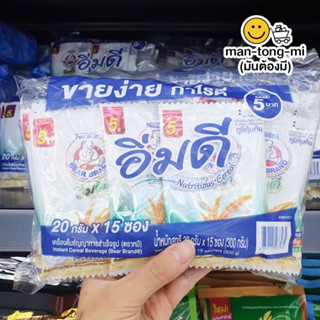 man-tong-mi
(มันต้องมี)
ขายง่าย กำไรดี
5 บาท
BEAR BRAND
อิ่มดี
Nutritious Cereal
20 กรัม x 15 ซอง
เครื่องดื่มธัญญาหารสำเร็จรูป (ตราหมี)
Instant Cereal Beverage (Bear Brand®)
น้ำหนักสุทธิ 20 กรัม x 15 ซอง (300 กรัม)